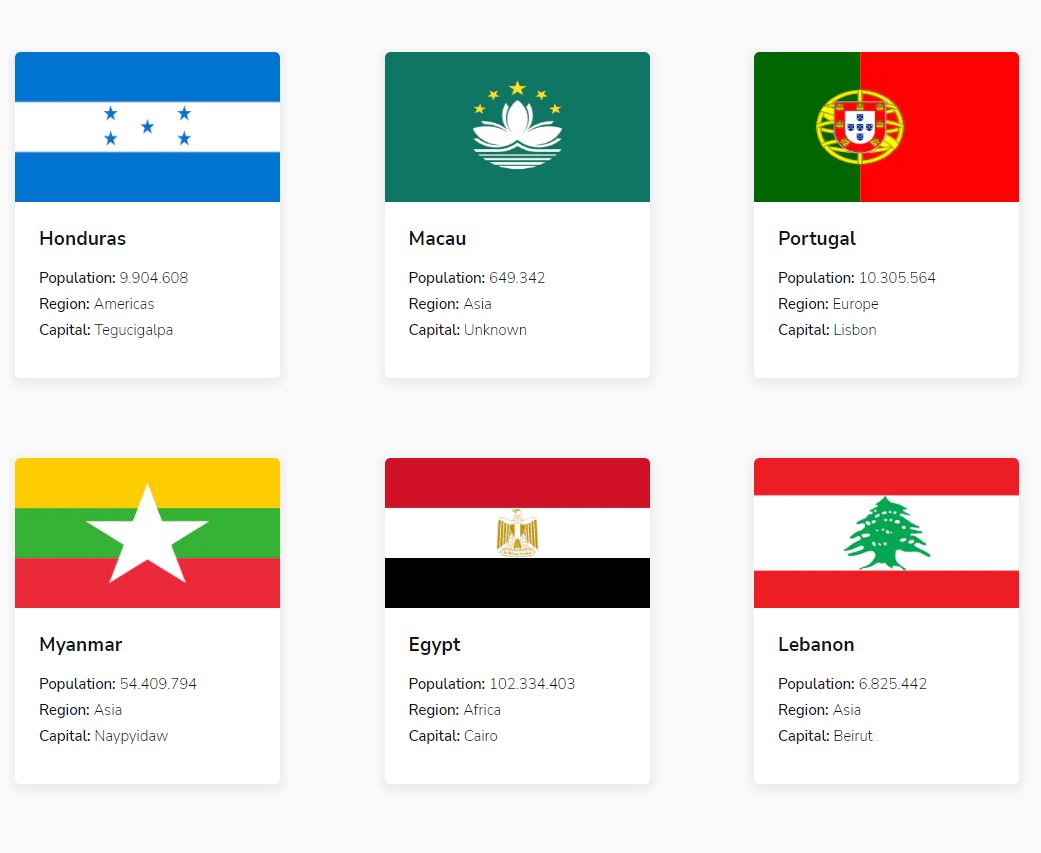 Honduras
Population: 9.904.608
Region: Americas
Capital: Tegucigalpa
Macau
Population: 649.342
Region: Asia
Capital: Unknown
Portugal
Population: 10.305.564
Region: Europe
Capital: Lisbon
Myanmar
Population: 54.409.794
Region: Asia
Capital: Naypyidaw
Egypt
Population: 102.334.403
Region: Africa
Capital: Cairo
Lebanon
Population: 6.825.442
Region: Asia
Capital: Beirut